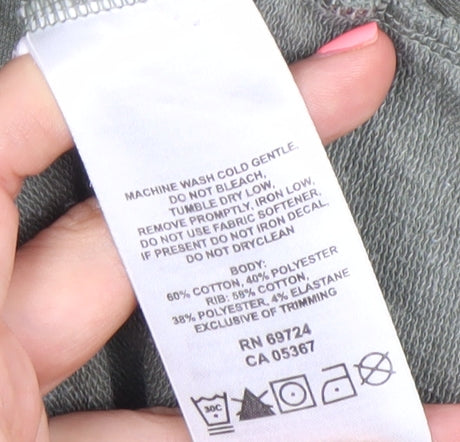 MACHINE WASH COLD GENTLE,
DO NOT BLEACH,
TUMBLE DRY LOW,
REMOVE PROMPTLY, IRON LOW,
DO NOT USE FABRIC SOFTENER,
IF PRESENT DO NOT IRON DECAL,
DO NOT DRYCLEAN
BODY:
60% COTTON, 40% POLYESTER
RIB: 58% COTTON,
38% POLYESTER, 4% ELASTANE
EXCLUSIVE OF TRIMMING
RN 69724
CA 05367
30C